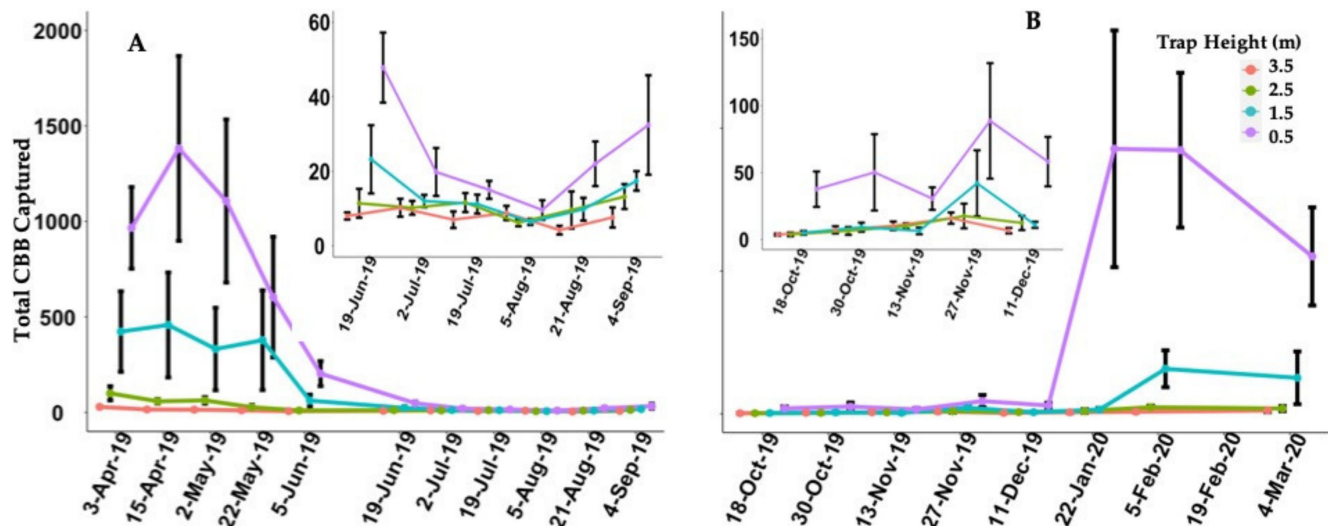 A
B
Trap Height (m)
3.5
2.5
1.5
0.5
Total CBB Captured
2000
1500
1000
500
0
60
40
20
0
19-Jun-19
2-Jul-19
19-Jul-19
5-Aug-19
21-Aug-19
4-Sep-19
3-Apr-19
15-Apr-19
2-May-19
22-May-19
5-Jun-19
19-Jun-19
2-Jul-19
19-Jul-19
5-Aug-19
21-Aug-19
4-Sep-19
150
100
50
0
18-Oct-19
30-Oct-19
13-Nov-19
27-Nov-19
11-Dec-19
18-Oct-19
30-Oct-19
13-Nov-19
27-Nov-19
11-Dec-19
22-Jan-20
5-Feb-20
19-Feb-20
4-Mar-20